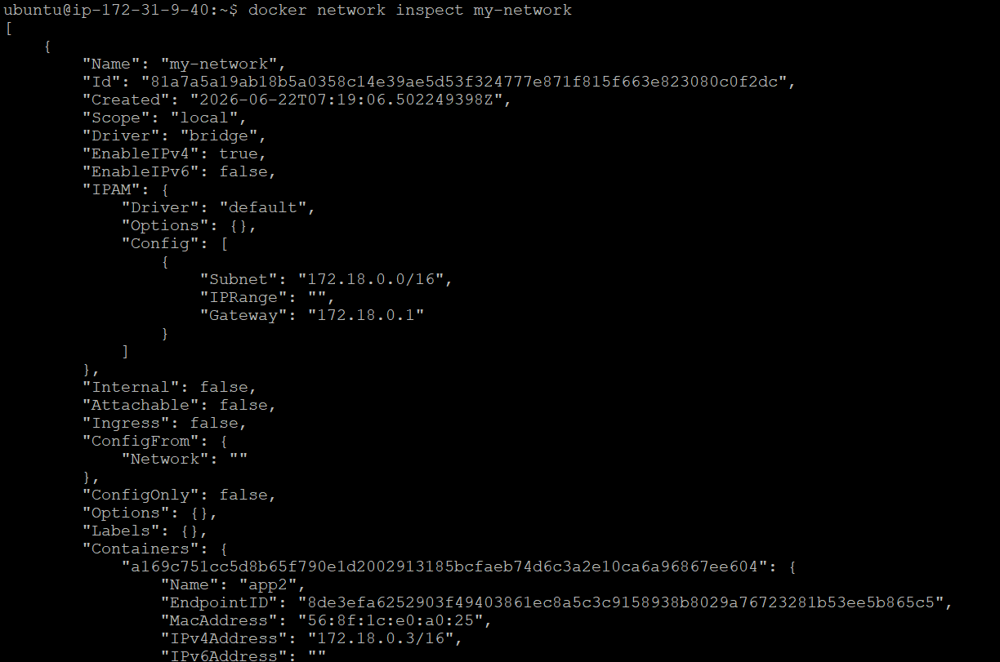 ubuntu@ip-172-31-9-40:~$ docker network inspect my-network
[
    {
        "Name": "my-network",
        "Id": "81a7a5a19ab18b5a0358c14e39ae5d53f324777e871f815f663e823080c0f2dc",
        "Created": "2026-06-22T07:19:06.502249398Z",
        "Scope": "local",
        "Driver": "bridge",
        "EnableIPv4": true,
        "EnableIPv6": false,
        "IPAM": {
            "Driver": "default",
            "Options": {},
            "Config": [
                {
                    "Subnet": "172.18.0.0/16",
                    "IPRange": "",
                    "Gateway": "172.18.0.1"
                }
            ]
        },
        "Internal": false,
        "Attachable": false,
        "Ingress": false,
        "ConfigFrom": {
            "Network": ""
        },
        "ConfigOnly": false,
        "Options": {},
        "Labels": {},
        "Containers": {
            "a169c751cc5d8b65f790e1d2002913185bcfaeb74d6c3a2e10ca6a96867ee604": {
                "Name": "app2",
                "EndpointID": "8de3efa6252903f49403861ec8a5c3c9158938b8029a76723281b53ee5b865c5",
                "MacAddress": "56:8f:1c:e0:a0:25",
                "IPv4Address": "172.18.0.3/16",
                "IPv6Address": ""